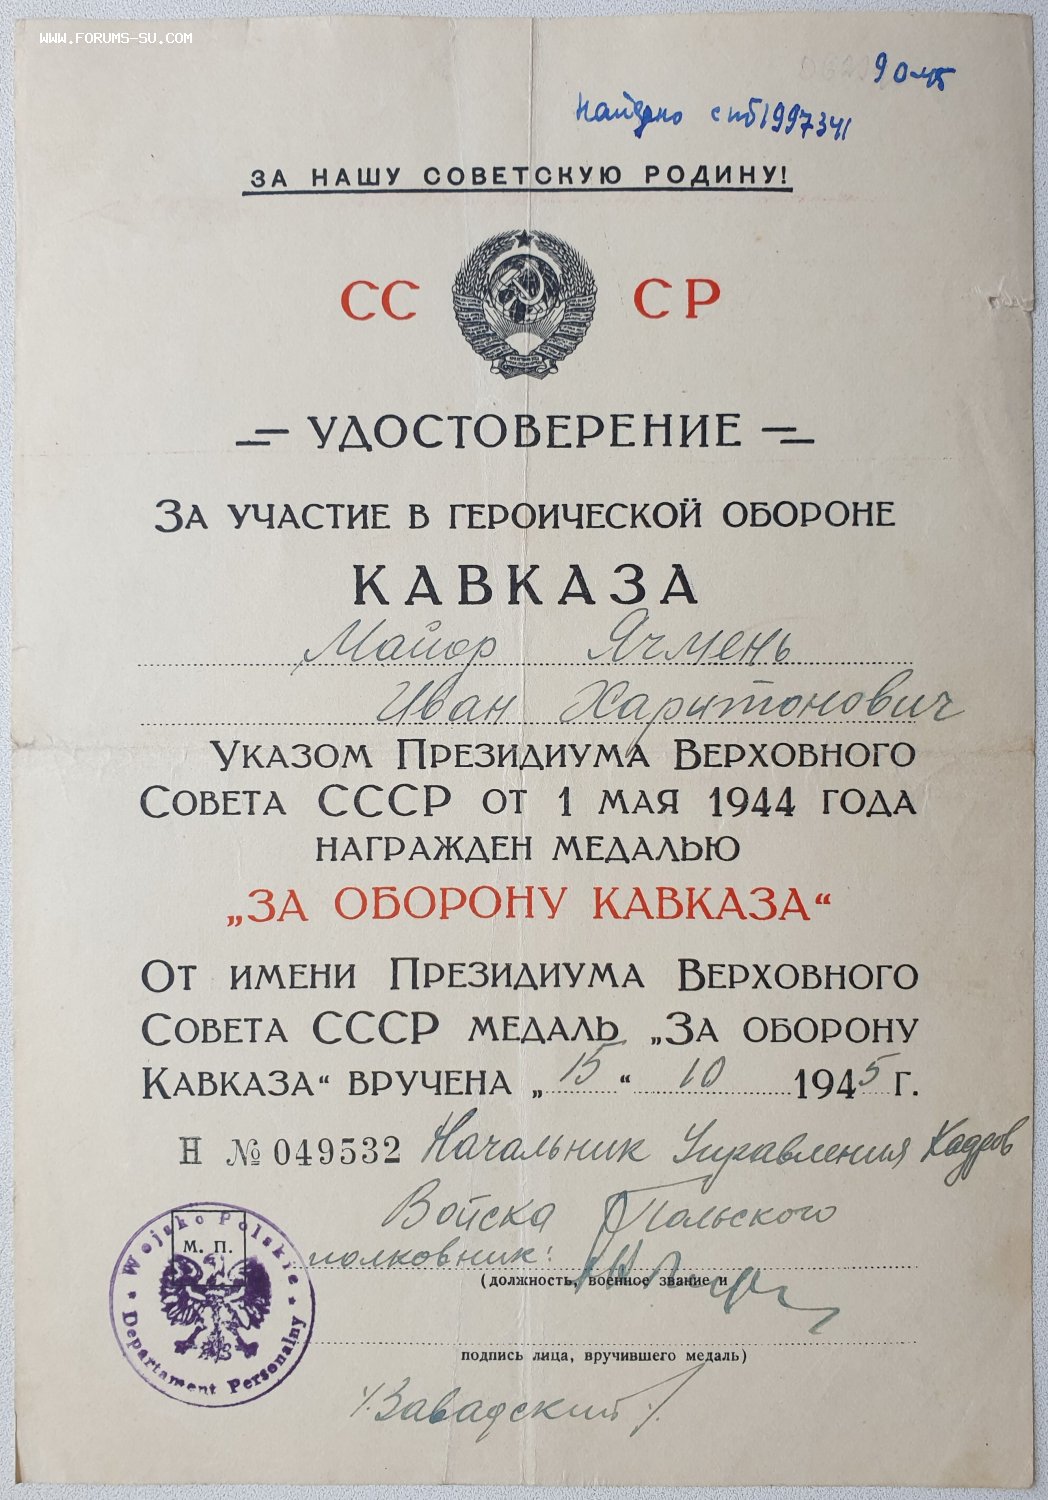 WWW.FORUMS-SU.COM
90
найдено
ЗА НАШУ СОВЕТСКУЮ РОДИНУ!
СС СР
УДОСТОВЕРЕНИЕ
ЗА УЧАСТИЕ В ГЕРОИЧЕСКОЙ ОБОРОНЕ
КАВКАЗА
Майор Ячмень
Иван Харитонович
УКАЗОМ ПРЕЗИДИУМА ВЕРХОВНОГО
СОВЕТА СССР ОТ 1 МАЯ 1944 ГОДА
НАГРАЖДЕН МЕДАЛЬЮ
„ЗА ОБОРОНУ КАВКАЗА“
ОТ ИМЕНИ ПРЕЗИДИУМА ВЕРХОВНОГО
СОВЕТА СССР МЕДАЛЬ „ЗА ОБОРОНУ
КАВКАЗА“ ВРУЧЕНА „15“ 10 1945 Г.
Н № 049532 Начальник Управления Кадров
Войска Польского
полковник:
(должность, военное звание и
подпись лица, вручившего медаль)
/.Завадский/.
Wojsko Polskie
М. П.
Departament Personalny